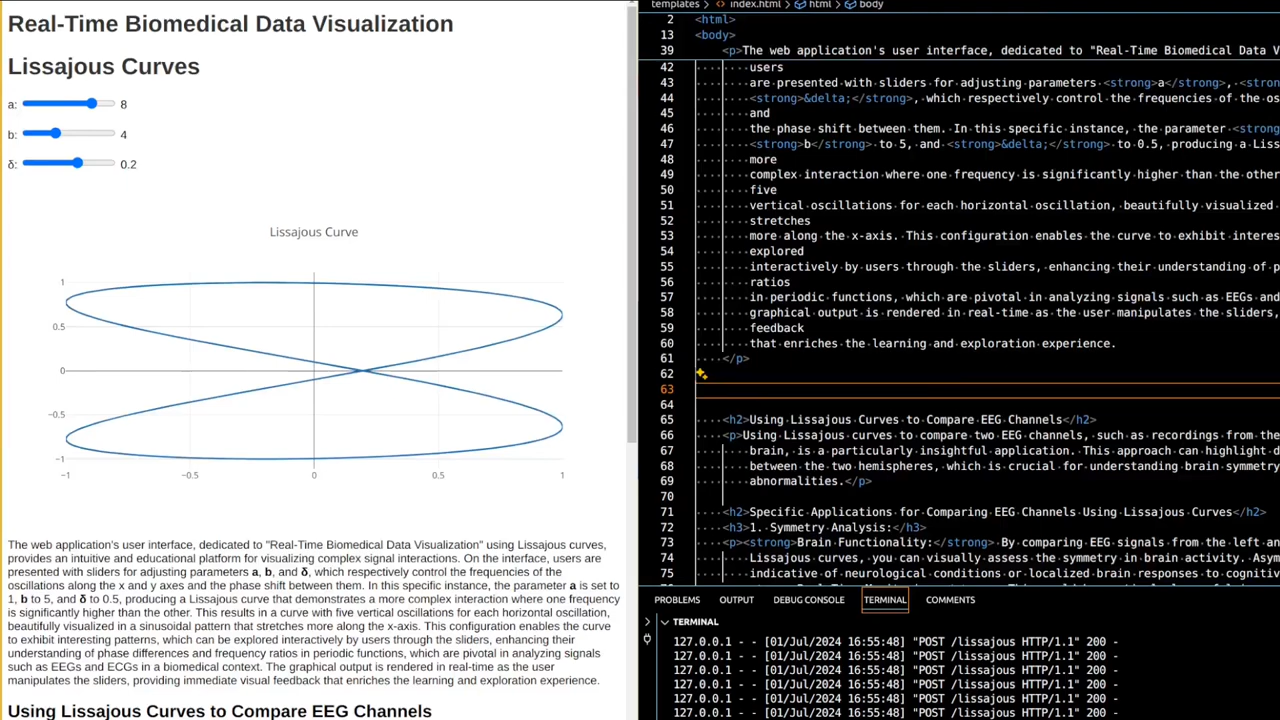 Real-Time Biomedical Data Visualization
Lissajous Curves
a: 8
b: 4
δ: 0.2
Lissajous Curve
1
0.5
0
−0.5
−1
−1 −0.5 0 0.5 1
The web application's user interface, dedicated to "Real-Time Biomedical Data Visualization" using Lissajous curves,
provides an intuitive and educational platform for visualizing complex signal interactions. On the interface, users are
presented with sliders for adjusting parameters a, b, and δ, which respectively control the frequencies of the
oscillations along the x and y axes and the phase shift between them. In this specific instance, the parameter a is set to
1, b to 5, and δ to 0.5, producing a Lissajous curve that demonstrates a more complex interaction where one frequency
is significantly higher than the other. This results in a curve with five vertical oscillations for each horizontal oscillation,
beautifully visualized in a sinusoidal pattern that stretches more along the x-axis. This configuration enables the curve
to exhibit interesting patterns, which can be explored interactively by users through the sliders, enhancing their
understanding of phase differences and frequency ratios in periodic functions, which are pivotal in analyzing signals
such as EEGs and ECGs in a biomedical context. The graphical output is rendered in real-time as the user
manipulates the sliders, providing immediate visual feedback that enriches the learning and exploration experience.
Using Lissajous Curves to Compare EEG Channels
templates > <> index.html > html > body
2 <html>
13 <body>
39 <p>The web application's user interface, dedicated to "Real-Time Biomedical Data V
42 users
43 are presented with sliders for adjusting parameters <strong>a</strong>, <stron
44 <strong>&delta;</strong>, which respectively control the frequencies of the os
45 and
46 the phase shift between them. In this specific instance, the parameter <strong
47 <strong>b</strong> to 5, and <strong>&delta;</strong> to 0.5, producing a Liss
48 more
49 complex interaction where one frequency is significantly higher than the other
50 five
51 vertical oscillations for each horizontal oscillation, beautifully visualized
52 stretches
53 more along the x-axis. This configuration enables the curve to exhibit interes
54 explored
55 interactively by users through the sliders, enhancing their understanding of p
56 ratios
57 in periodic functions, which are pivotal in analyzing signals such as EEGs and
58 graphical output is rendered in real-time as the user manipulates the sliders,
59 feedback
60 that enriches the learning and exploration experience.
61 </p>
62
63
64
65 <h2>Using Lissajous Curves to Compare EEG Channels</h2>
66 <p>Using Lissajous curves to compare two EEG channels, such as recordings from the
67 brain, is a particularly insightful application. This approach can highlight d
68 between the two hemispheres, which is crucial for understanding brain symmetry
69 abnormalities.</p>
70
71 <h2>Specific Applications for Comparing EEG Channels Using Lissajous Curves</h2>
72 <h3>1. Symmetry Analysis:</h3>
73 <p><strong>Brain Functionality:</strong> By comparing EEG signals from the left an
74 Lissajous curves, you can visually assess the symmetry in brain activity. Asym
75 indicative of neurological conditions or localized brain responses to cognitiv
PROBLEMS OUTPUT DEBUG CONSOLE TERMINAL COMMENTS
TERMINAL
127.0.0.1 - - [01/Jul/2024 16:55:48] "POST /lissajous HTTP/1.1" 200 -
127.0.0.1 - - [01/Jul/2024 16:55:48] "POST /lissajous HTTP/1.1" 200 -
127.0.0.1 - - [01/Jul/2024 16:55:48] "POST /lissajous HTTP/1.1" 200 -
127.0.0.1 - - [01/Jul/2024 16:55:48] "POST /lissajous HTTP/1.1" 200 -
127.0.0.1 - - [01/Jul/2024 16:55:48] "POST /lissajous HTTP/1.1" 200 -
127.0.0.1 - - [01/Jul/2024 16:55:48] "POST /lissajous HTTP/1.1" 200 -